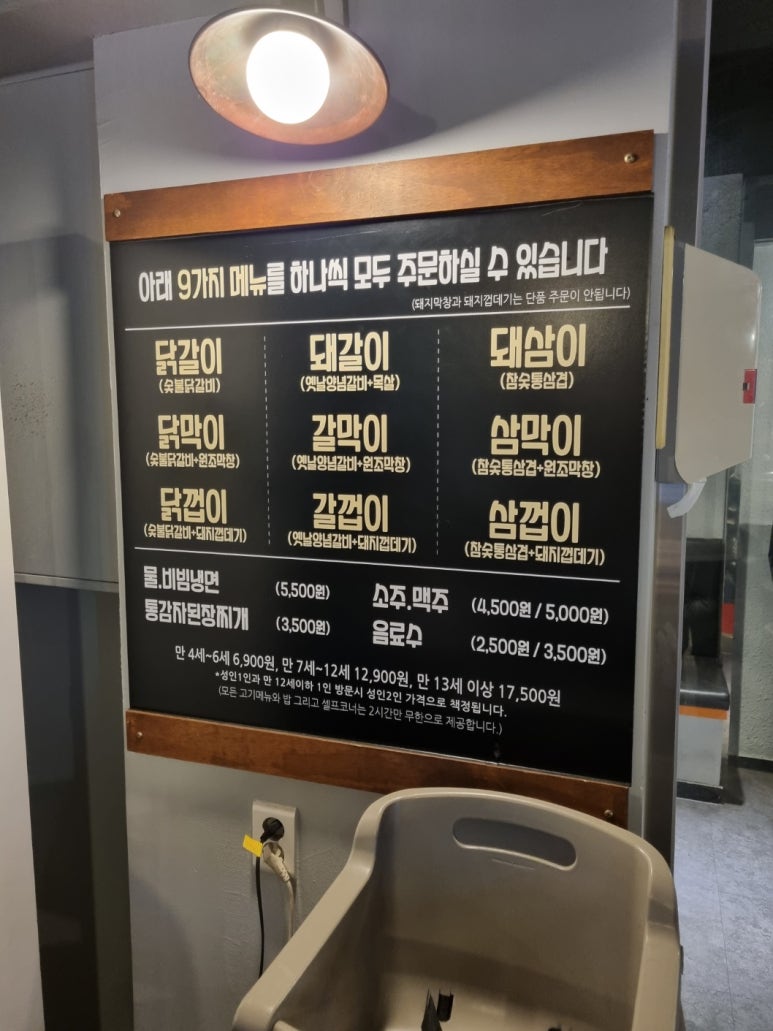 아래 9가지 메뉴를 하나씩 모두 주문하실 수 있습니다
(돼지막창과 돼지껍데기는 단품 주문이 안됩니다)
닭갈이 돼갈이 돼삼이
(숯불닭갈비) (옛날양념갈비+목살) (참숯통삼겹)
닭막이 갈막이 삼막이
(숯불닭갈비+원조막창) (옛날양념갈비+원조막창) (참숯통삼겹+원조막창)
닭껍이 갈껍이 삼껍이
(숯불닭갈비+돼지껍데기) (옛날양념갈비+돼지껍데기) (참숯통삼겹+돼지껍데기)
물.비빔냉면 (5,500원) 소주.맥주 (4,500원 / 5,000원)
통감자된장찌개 (3,500원) 음료수 (2,500원 / 3,500원)
만 4세~6세 6,900원, 만 7세~12세 12,900원, 만 13세 이상 17,500원
*성인1인과 만 12세이하 1인 방문시 성인2인 가격으로 책정됩니다.
(모든 고기메뉴와 밥 그리고 셀프코너는 2시간만 무한으로 제공합니다.)